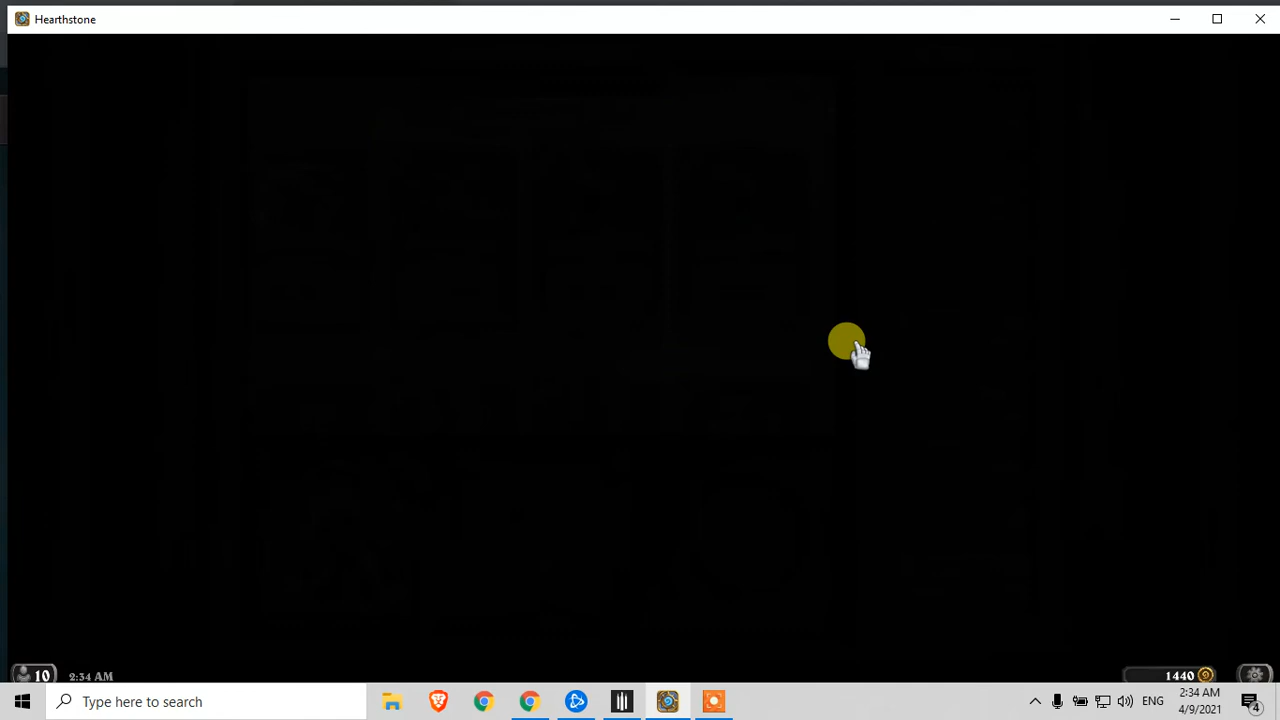 Hearthstone
10
2:34 AM
1440
Type here to search
ENG
2:34 AM
4/9/2021
4